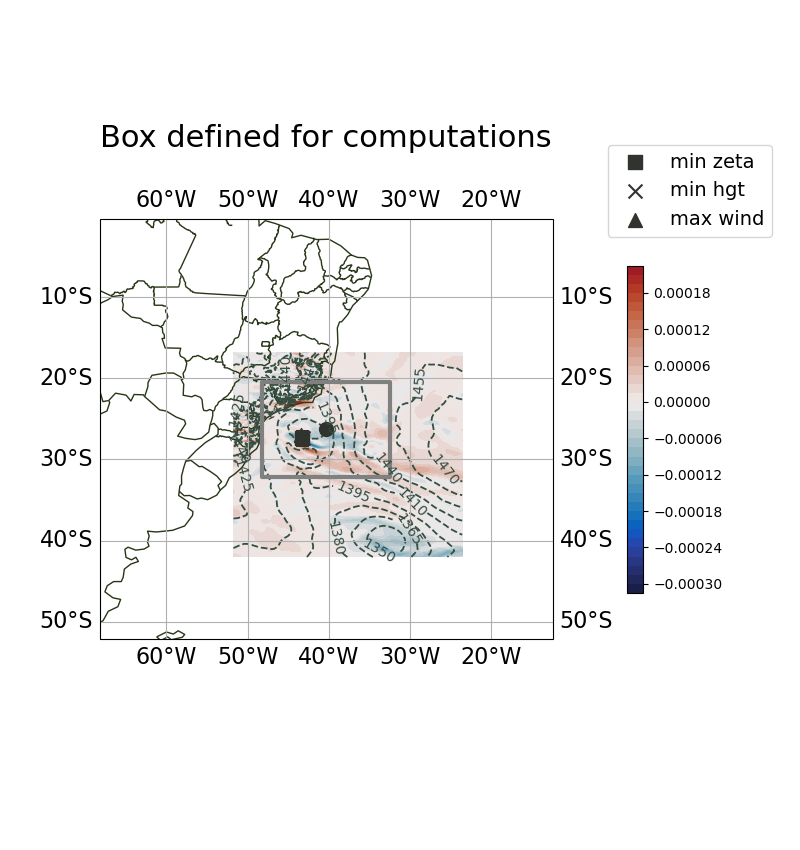 Box defined for computations
min zeta
min hgt
max wind
60°W 50°W 40°W 30°W 20°W
10°S 10°S
20°S 20°S
30°S 30°S
40°S 40°S
50°S 50°S
60°W 50°W 40°W 30°W 20°W
1455
1470
1440
1425
1395
1410
1365
1380
1350
0.00018
0.00012
0.00006
0.00000
−0.00006
−0.00012
−0.00018
−0.00024
−0.00030